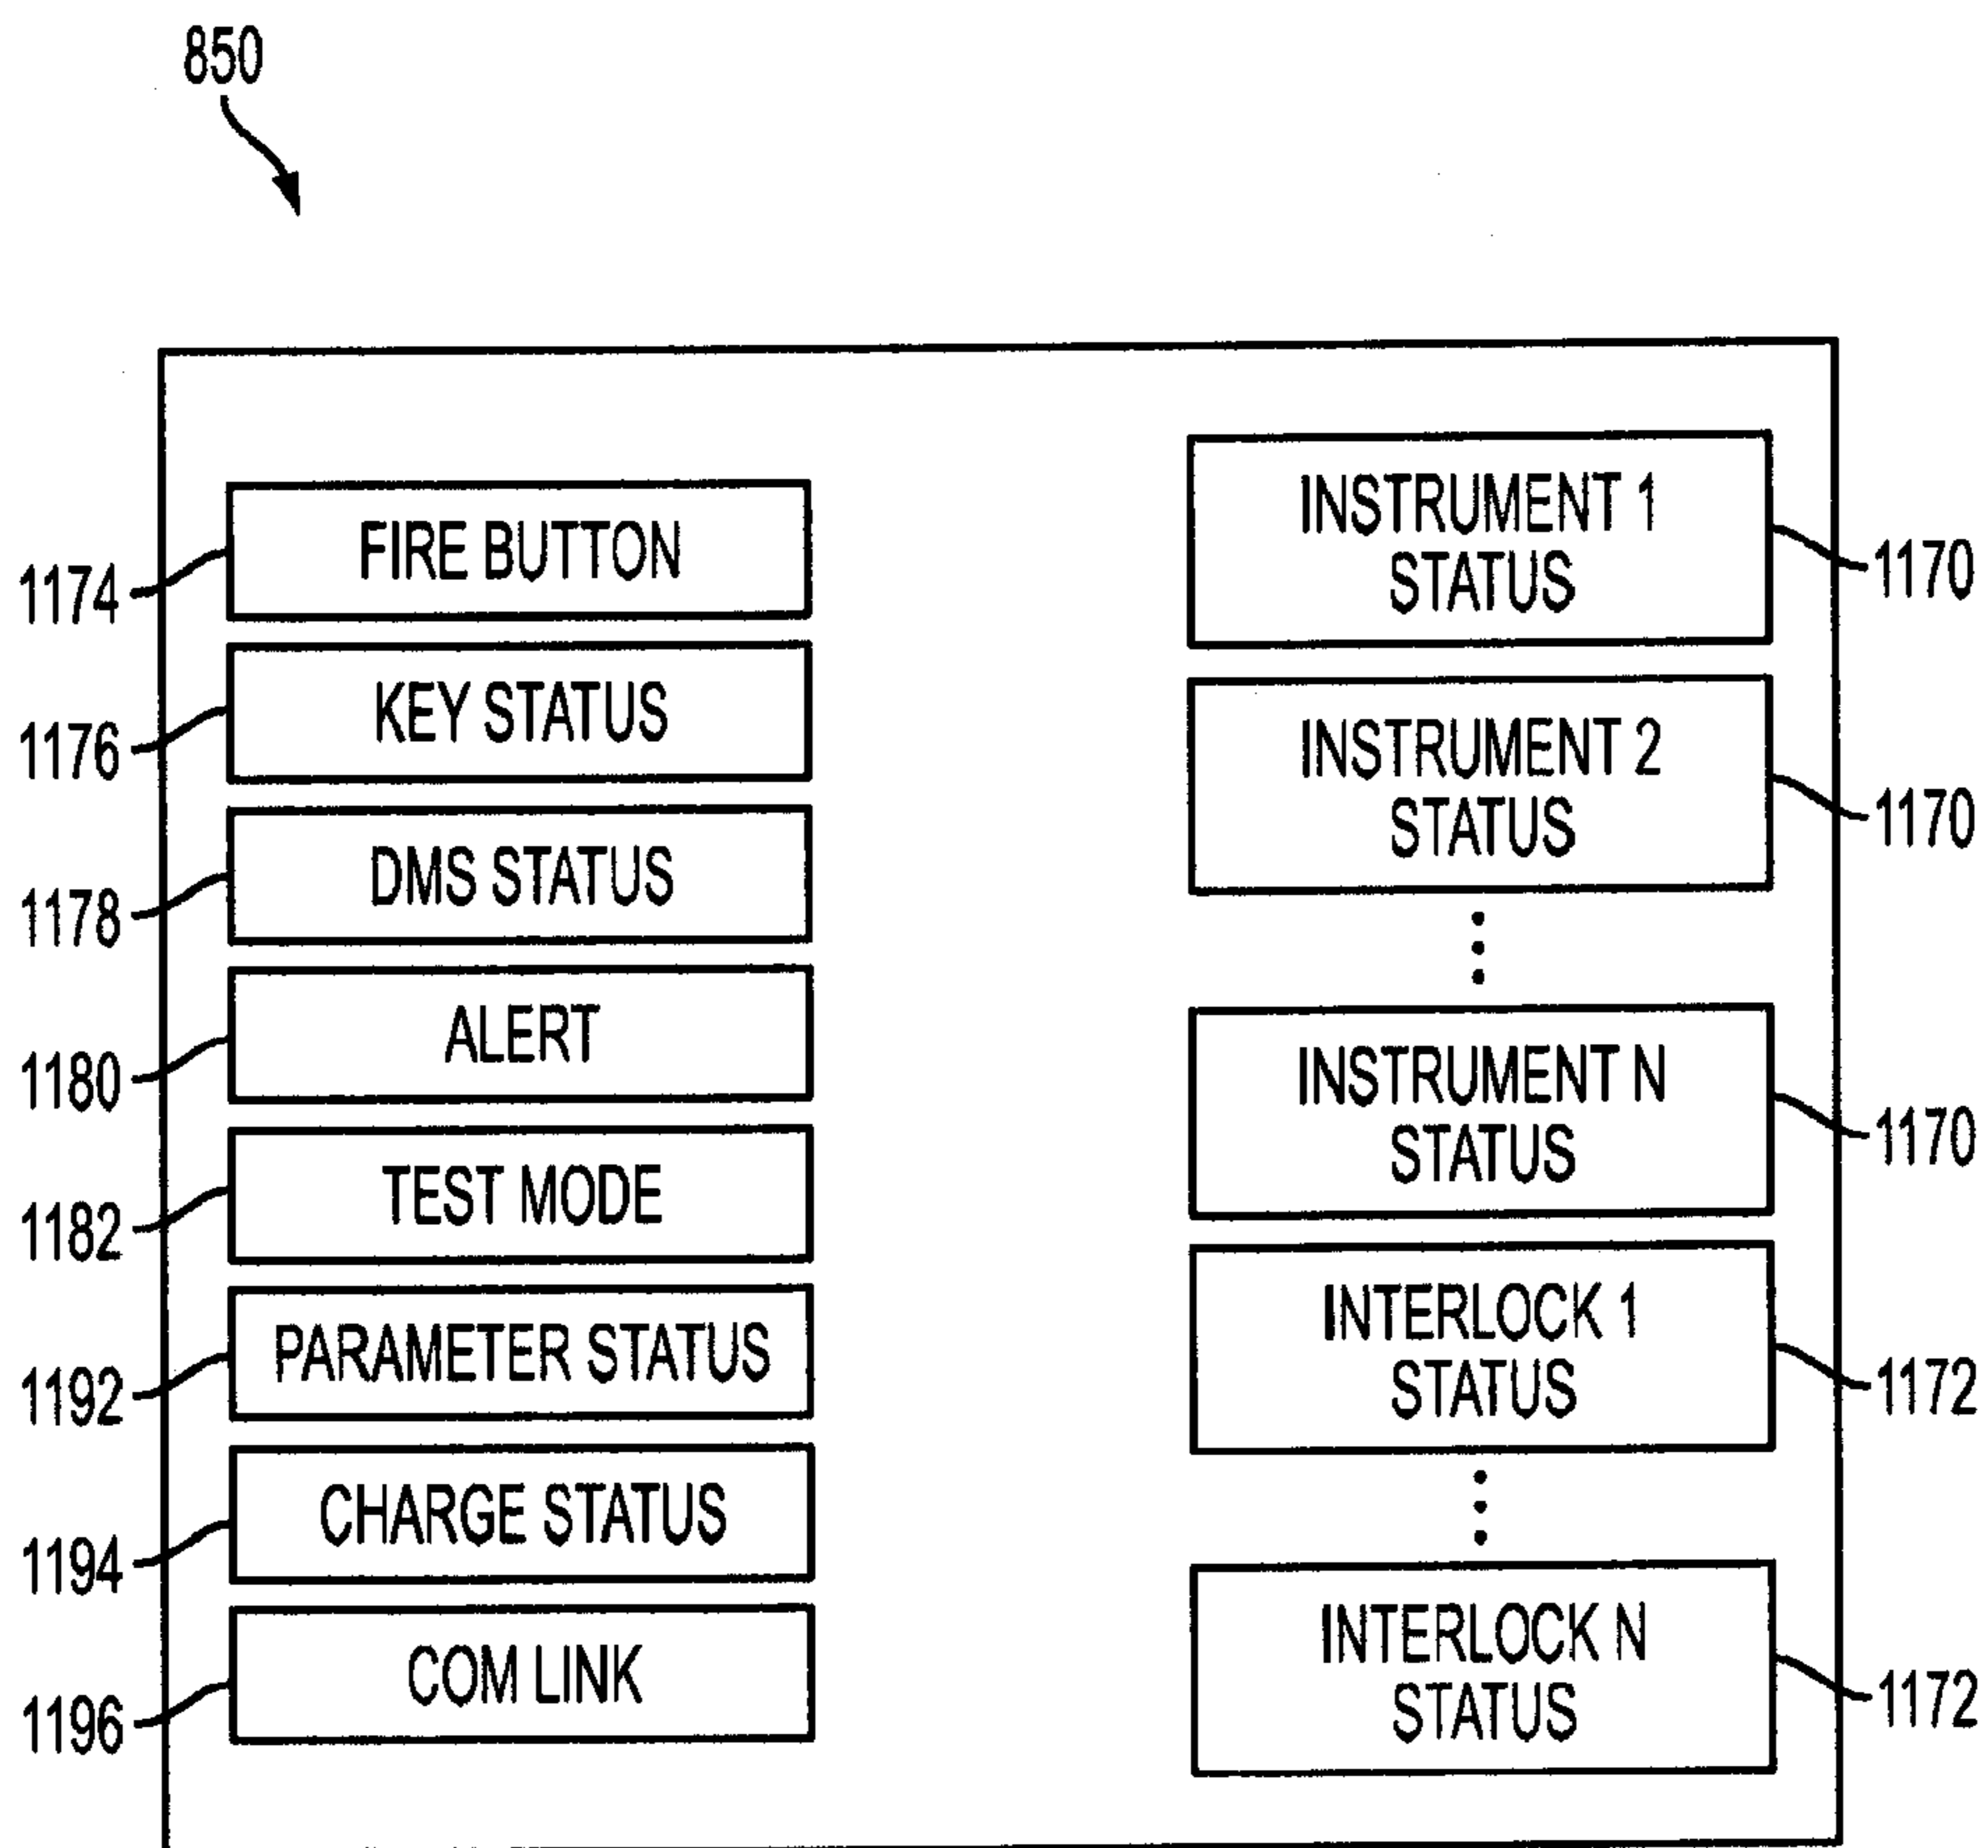 850
FIRE BUTTON
1174
KEY STATUS
1176
DMS STATUS
1178
ALERT
1180
TEST MODE
1182
PARAMETER STATUS
1192
CHARGE STATUS
1194
COM LINK
1196
INSTRUMENT 1
STATUS
1170
INSTRUMENT 2
STATUS
1170
INSTRUMENT N
STATUS
1170
INTERLOCK 1
STATUS
1172
INTERLOCK N
STATUS
1172